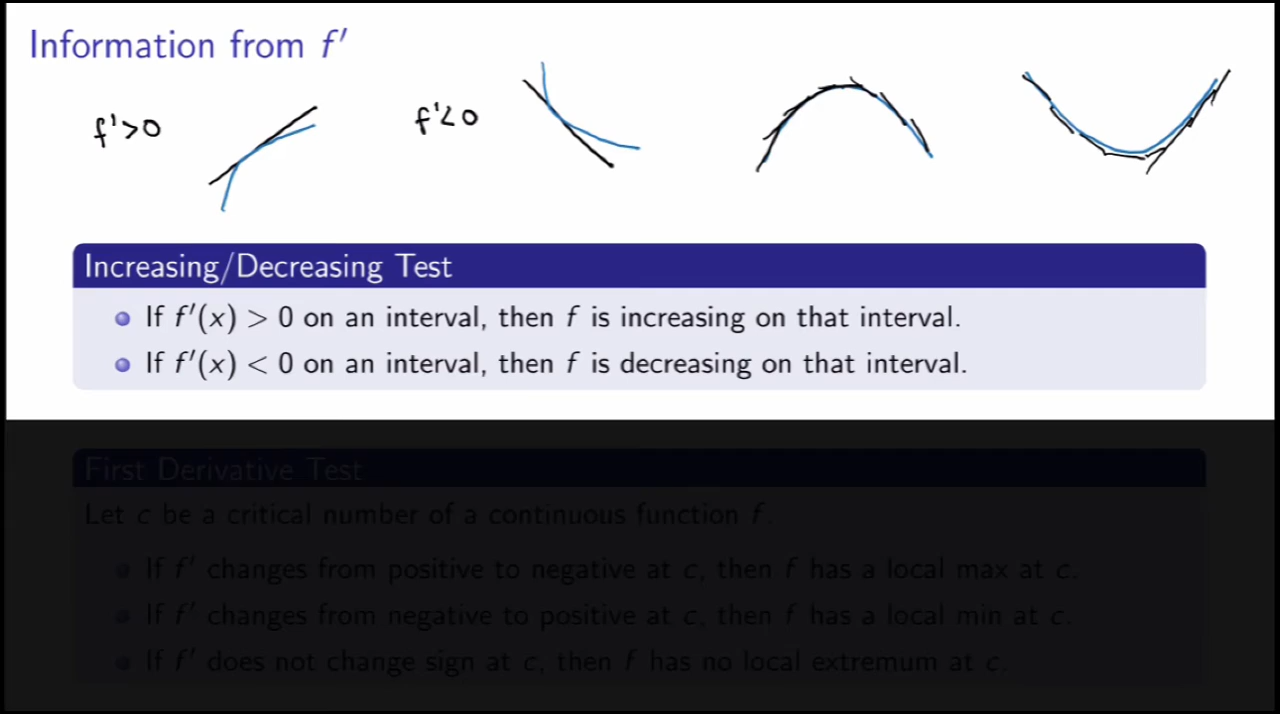 Information from f′
f'>0
f'<0
Increasing/Decreasing Test
If f′(x) > 0 on an interval, then f is increasing on that interval.
If f′(x) < 0 on an interval, then f is decreasing on that interval.
First Derivative Test
Let c be a critical number of a continuous function f.
If f′ changes from positive to negative at c, then f has a local max at c.
If f′ changes from negative to positive at c, then f has a local min at c.
If f′ does not change sign at c, then f has no local extremum at c.